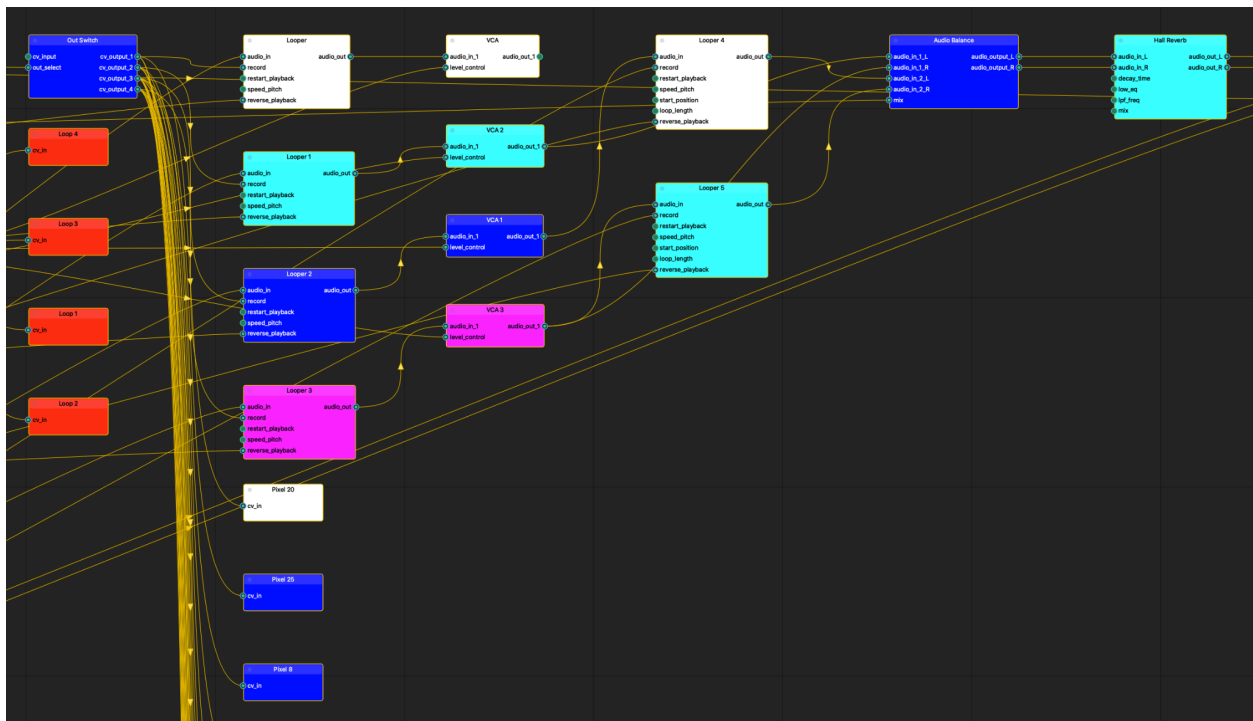 Out Switch
cv_input
out_select
cv_output_1
cv_output_2
cv_output_3
cv_output_4
Loop 4
cv_in
Loop 3
cv_in
Loop 1
cv_in
Loop 2
cv_in
Looper
audio_in
record
restart_playback
speed_pitch
reverse_playback
audio_out
Looper 1
audio_in
record
restart_playback
speed_pitch
reverse_playback
audio_out
Looper 2
audio_in
record
restart_playback
speed_pitch
reverse_playback
audio_out
Looper 3
audio_in
record
restart_playback
speed_pitch
reverse_playback
audio_out
Pixel 20
cv_in
Pixel 25
cv_in
Pixel 8
cv_in
VCA
audio_in_1
level_control
audio_out_1
VCA 2
audio_in_1
level_control
audio_out_1
VCA 1
audio_in_1
level_control
audio_out_1
VCA 3
audio_in_1
level_control
audio_out_1
Looper 4
audio_in
record
restart_playback
speed_pitch
start_position
loop_length
reverse_playback
audio_out
Looper 5
audio_in
record
restart_playback
speed_pitch
start_position
loop_length
reverse_playback
audio_out
Audio Balance
audio_in_1_L
audio_in_1_R
audio_in_2_L
audio_in_2_R
mix
audio_output_L
audio_output_R
Hall Reverb
audio_in_L
audio_in_R
decay_time
low_eq
lpf_freq
mix
audio_out_L
audio_out_R